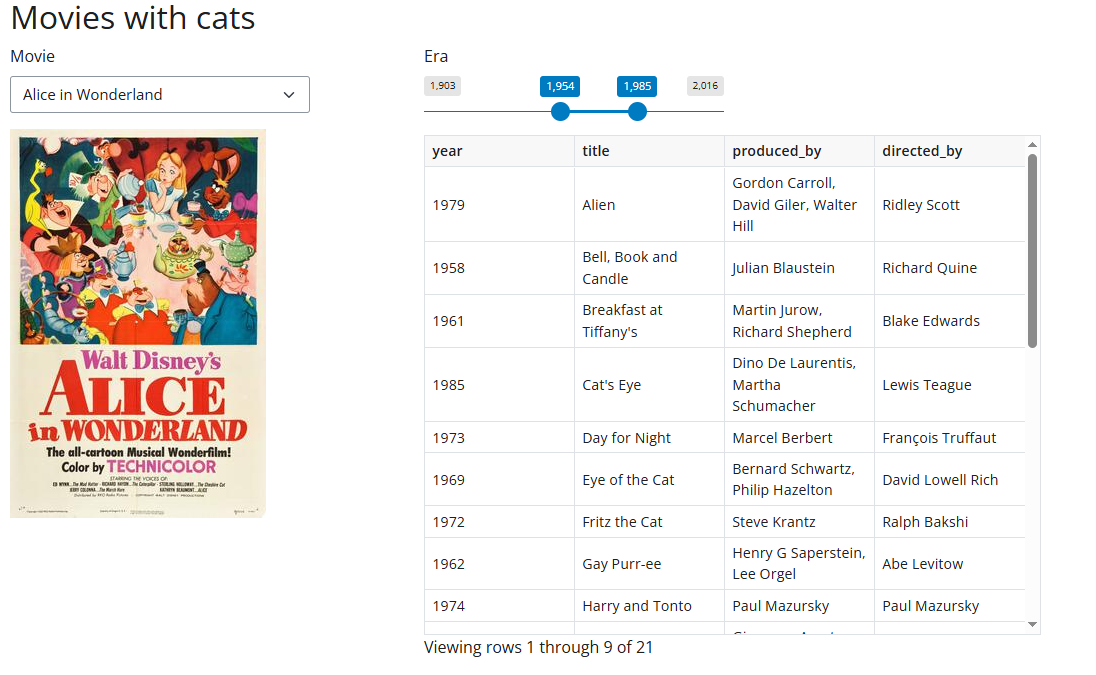 Movies with cats
Movie
Alice in Wonderland
Walt Disney's
ALICE
in WONDERLAND
The all-cartoon Musical Wonderfilm!
Color by TECHNICOLOR
STARRING THE VOICES OF
Era
1,903
1,954
1,985
2,016
year title produced_by directed_by
1979 Alien Gordon Carroll, David Giler, Walter Hill Ridley Scott
1958 Bell, Book and Candle Julian Blaustein Richard Quine
1961 Breakfast at Tiffany's Martin Jurow, Richard Shepherd Blake Edwards
1985 Cat's Eye Dino De Laurentis, Martha Schumacher Lewis Teague
1973 Day for Night Marcel Berbert François Truffaut
1969 Eye of the Cat Bernard Schwartz, Philip Hazelton David Lowell Rich
1972 Fritz the Cat Steve Krantz Ralph Bakshi
1962 Gay Purr-ee Henry G Saperstein, Lee Orgel Abe Levitow
1974 Harry and Tonto Paul Mazursky Paul Mazursky
Viewing rows 1 through 9 of 21